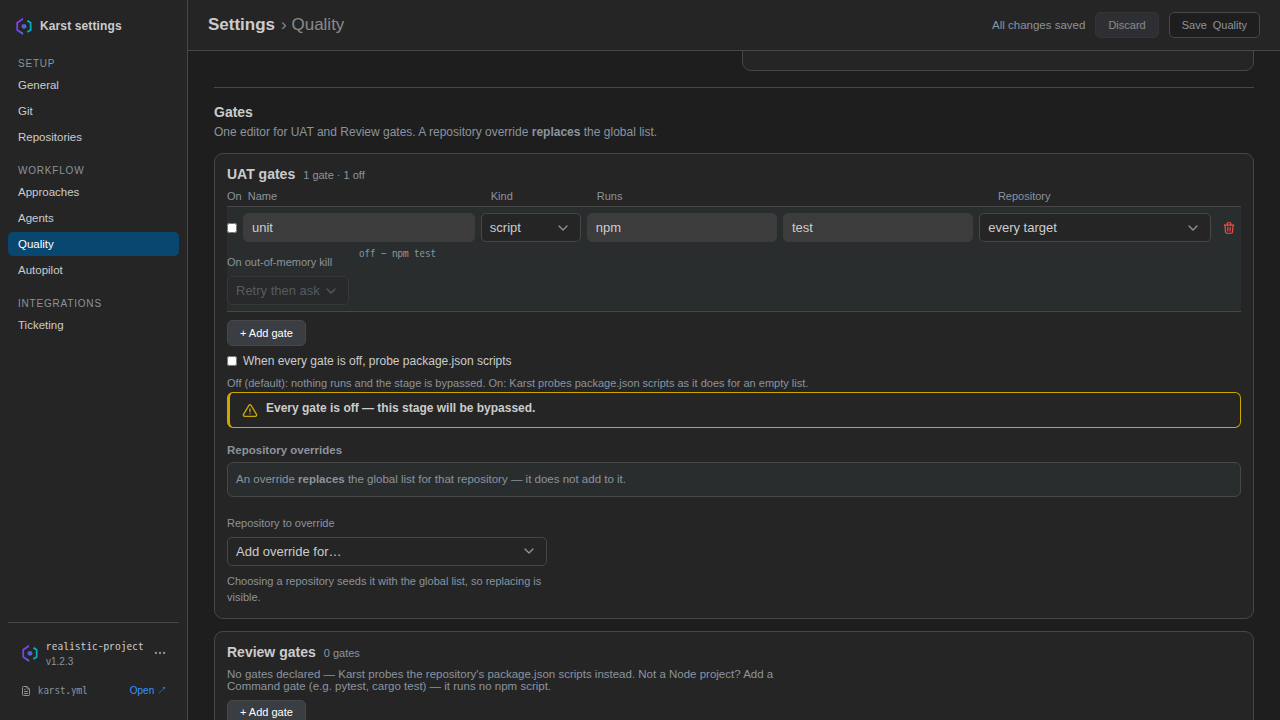 Karst settings
SETUP
General
Git
Repositories
WORKFLOW
Approaches
Agents
Quality
Autopilot
INTEGRATIONS
Ticketing
realistic-project
v1.2.3
karst.yml
Open ↗
Settings › Quality
All changes saved
Discard
Save Quality
Gates
One editor for UAT and Review gates. A repository override replaces the global list.
UAT gates 1 gate · 1 off
On Name Kind Runs Repository
unit script npm test every target
off – npm test
On out-of-memory kill
Retry then ask
+ Add gate
When every gate is off, probe package.json scripts
Off (default): nothing runs and the stage is bypassed. On: Karst probes package.json scripts as it does for an empty list.
Every gate is off — this stage will be bypassed.
Repository overrides
An override replaces the global list for that repository — it does not add to it.
Repository to override
Add override for…
Choosing a repository seeds it with the global list, so replacing is
visible.
Review gates 0 gates
No gates declared — Karst probes the repository's package.json scripts instead. Not a Node project? Add a
Command gate (e.g. pytest, cargo test) — it runs no npm script.
+ Add gate